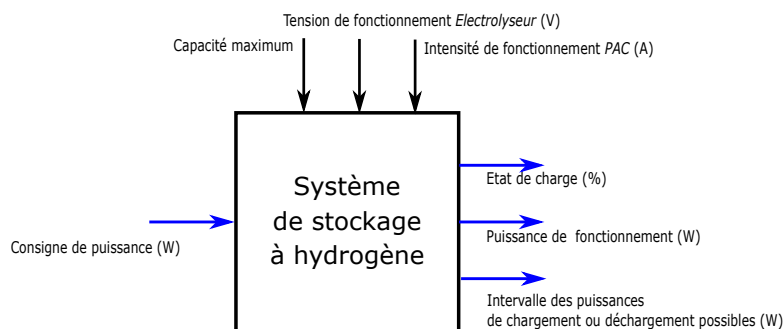 Tension de fonctionnement Electrolyseur (V)
Capacité maximum
Intensité de fonctionnement PAC (A)
Système
de stockage
à hydrogène
Etat de charge (%)
Consigne de puissance (W)
Puissance de fonctionnement (W)
Intervalle des puissances
de chargement ou déchargement possibles (W)